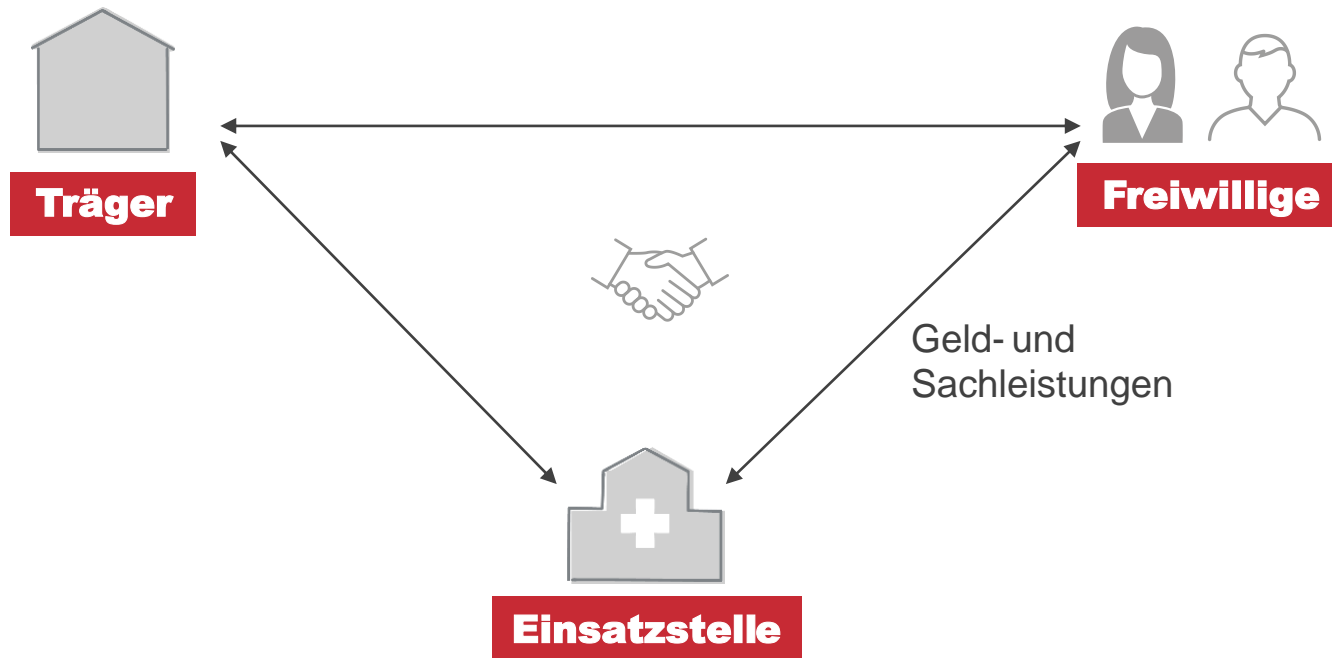 Träger
Freiwillige
Geld- und
Sachleistungen
Einsatzstelle